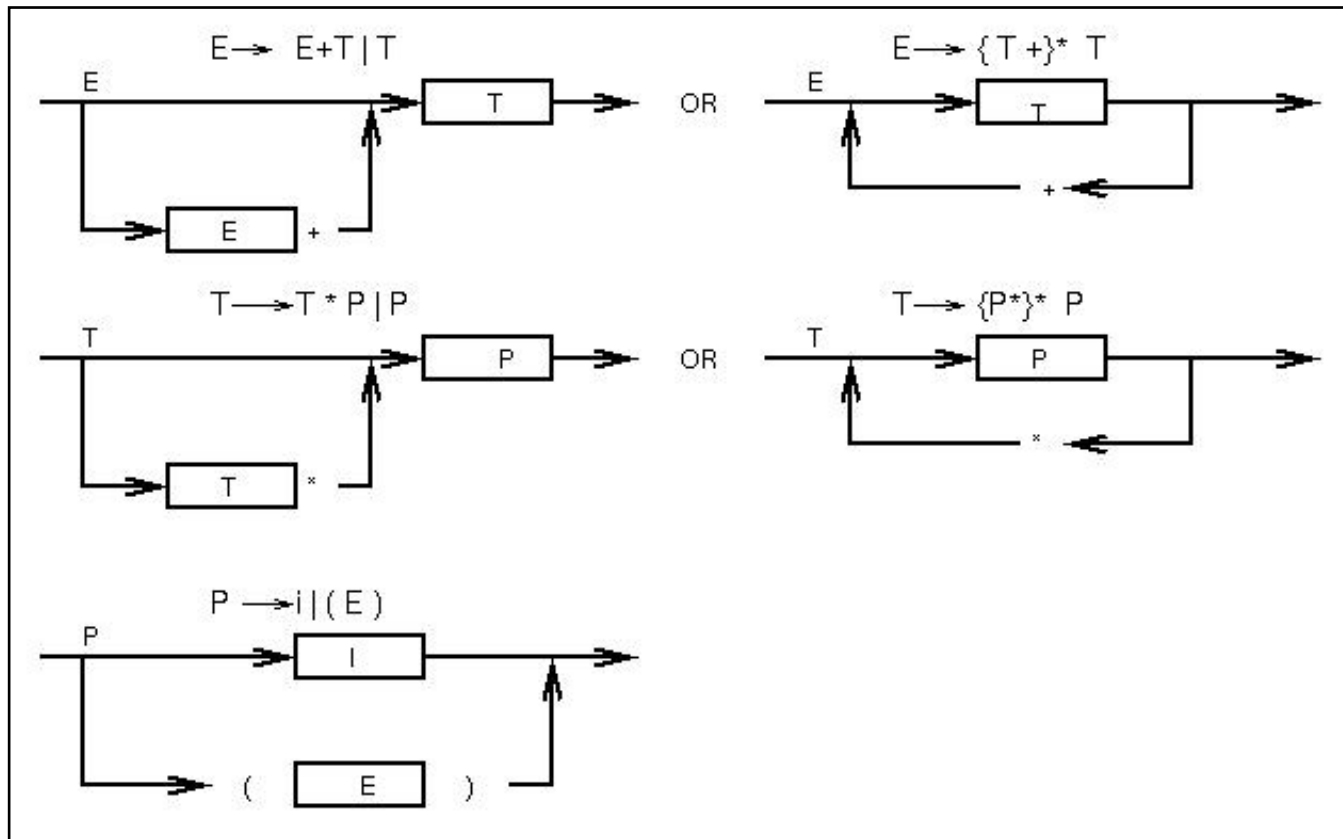 E→ E+T | T
E→ { T +}* T
E
T
OR
E
T
+
E +
T→T * P | P
T→ {P*}* P
T
P
OR
T
P
*
T *
P →i | ( E )
P
I
( E )